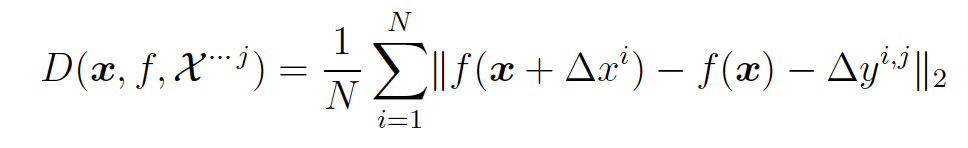 D(𝒙, f, 𝓧^{⋯ j}) = \frac{1}{N} \sum_{i=1}^{N} ‖f(𝒙 + Δx^i) − f(𝒙) − Δy^{i,j}‖_2